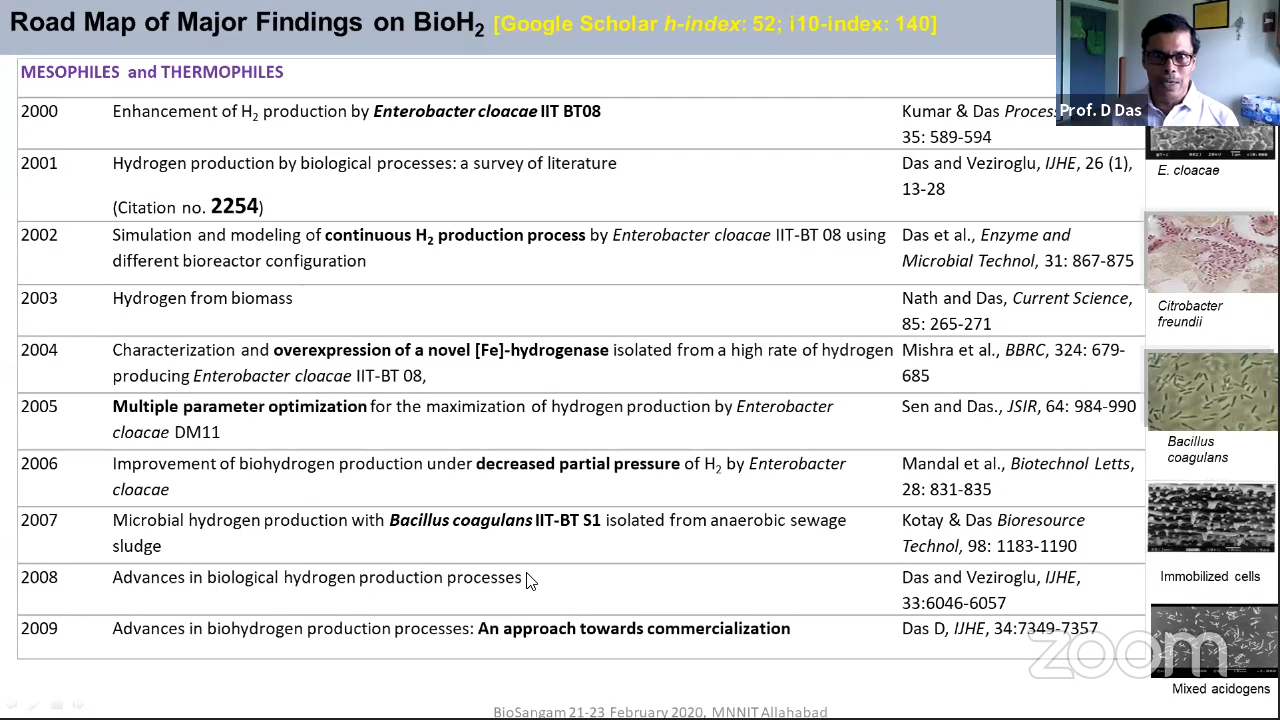 Road Map of Major Findings on BioH2 [Google Scholar h-index: 52; i10-index: 140]
MESOPHILES and THERMOPHILES
2000 Enhancement of H2 production by Enterobacter cloacae IIT BT08 Kumar & Das Process
35: 589-594
2001 Hydrogen production by biological processes: a survey of literature Das and Veziroglu, IJHE, 26 (1),
13-28
(Citation no. 2254)
2002 Simulation and modeling of continuous H2 production process by Enterobacter cloacae IIT-BT 08 using Das et al., Enzyme and
different bioreactor configuration Microbial Technol, 31: 867-875
2003 Hydrogen from biomass Nath and Das, Current Science,
85: 265-271
2004 Characterization and overexpression of a novel [Fe]-hydrogenase isolated from a high rate of hydrogen Mishra et al., BBRC, 324: 679-
producing Enterobacter cloacae IIT-BT 08, 685
2005 Multiple parameter optimization for the maximization of hydrogen production by Enterobacter Sen and Das., JSIR, 64: 984-990
cloacae DM11
2006 Improvement of biohydrogen production under decreased partial pressure of H2 by Enterobacter Mandal et al., Biotechnol Letts,
cloacae 28: 831-835
2007 Microbial hydrogen production with Bacillus coagulans IIT-BT S1 isolated from anaerobic sewage Kotay & Das Bioresource
sludge Technol, 98: 1183-1190
2008 Advances in biological hydrogen production processes Das and Veziroglu, IJHE,
33:6046-6057
2009 Advances in biohydrogen production processes: An approach towards commercialization Das D, IJHE, 34:7349-7357
Prof. D Das
E. cloacae
Citrobacter
freundii
Bacillus
coagulans
Immobilized cells
Mixed acidogens
zoom
BioSangam 21-23 February 2020, MNNIT Allahabad